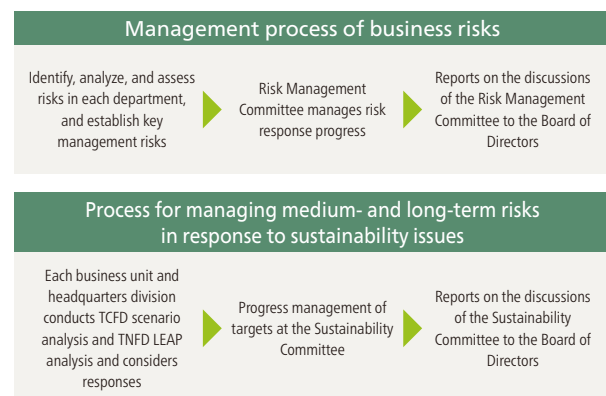 Management process of business risks
Identify, analyze, and assess
risks in each department,
and establish key
management risks
Risk Management
Committee manages risk
response progress
Reports on the discussions
of the Risk Management
Committee to the Board of
Directors
Process for managing medium- and long-term risks
in response to sustainability issues
Each business unit and
headquarters division
conducts TCFD scenario
analysis and TNFD LEAP
analysis and considers
responses
Progress management of
targets at the Sustainability
Committee
Reports on the discussions
of the Sustainability
Committee to the Board of
Directors